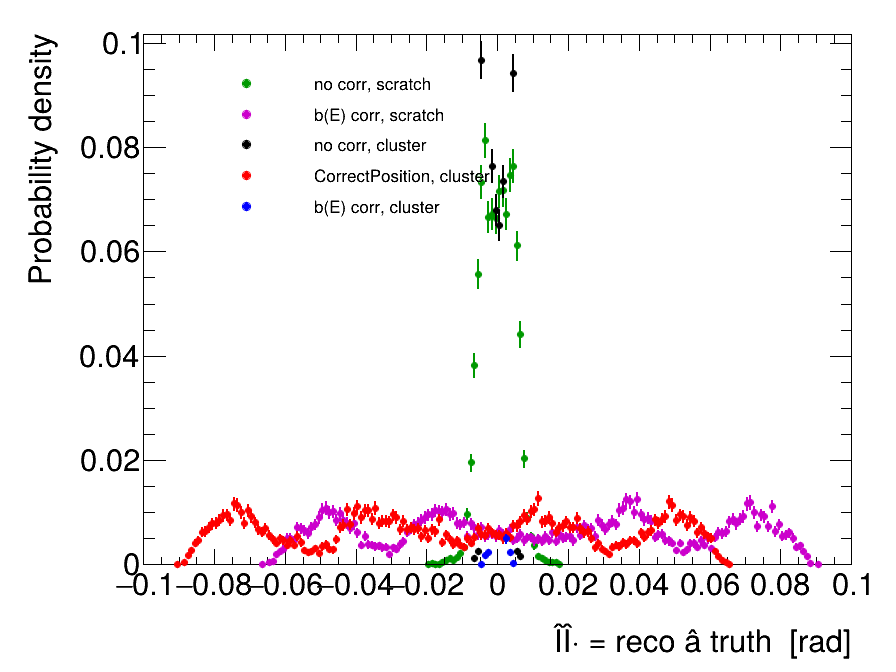 Probability density
0.1
0.08
0.06
0.04
0.02
0
no corr, scratch
b(E) corr, scratch
no corr, cluster
CorrectPosition, cluster
b(E) corr, cluster
−0.1 −0.08 −0.06 −0.04 −0.02 0 0.02 0.04 0.06 0.08 0.1
ÎÎ· = reco â truth [rad]